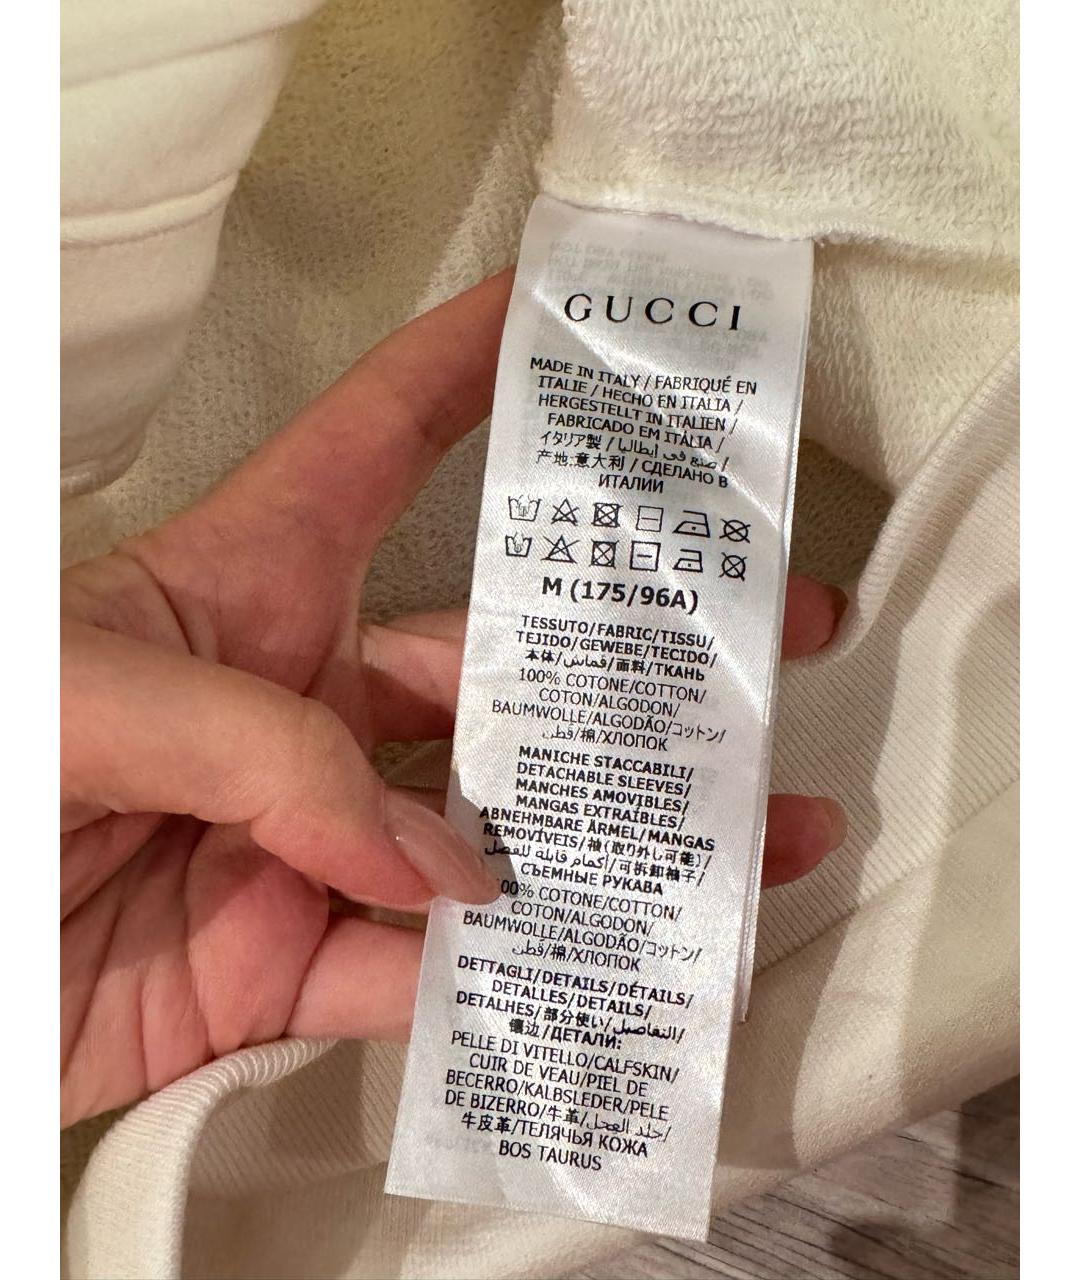 GUCCI
MADE IN ITALY / FABRIQUÉ EN
ITALIE / HECHO EN ITALIA /
HERGESTELLT IN ITALIEN /
FABRICADO EM ITÁLIA /
イタリア製 / صنع في إيطاليا /
产地:意大利 / СДЕЛАНО В
ИТАЛИИ
M (175/96A)
TESSUTO/FABRIC/TISSU/
TEJIDO/GEWEBE/TECIDO/
本体/قماش/面料/ТКАНЬ
100% COTONE/COTTON/
COTON/ALGODON/
BAUMWOLLE/ALGODÃO/コットン/
قطن/棉/ХЛОПОК
MANICHE STACCABILI/
DETACHABLE SLEEVES/
MANCHES AMOVIBLES/
MANGAS EXTRAÍBLES/
ABNEHMBARE ÄRMEL/MANGAS
REMOVÍVEIS/袖(取り外し可能)/
أكمام قابلة للفصل/可拆卸袖子/
СЪЕМНЫЕ РУКАВА
00% COTONE/COTTON/
COTON/ALGODON/
BAUMWOLLE/ALGODÃO/コットン/
قطن/棉/ХЛОПОК
DETTAGLI/DETAILS/DÉTAILS/
DETALLES/DETAILS/
DETALHES/部分使い/التفاصيل/
镶边/ДЕТАЛИ:
PELLE DI VITELLO/CALFSKIN/
CUIR DE VEAU/PIEL DE
BECERRO/KALBSLEDER/PELE
DE BIZERRO/牛革/جلد العجل/
牛皮革/ТЕЛЯЧЬЯ КОЖА
BOS TAURUS